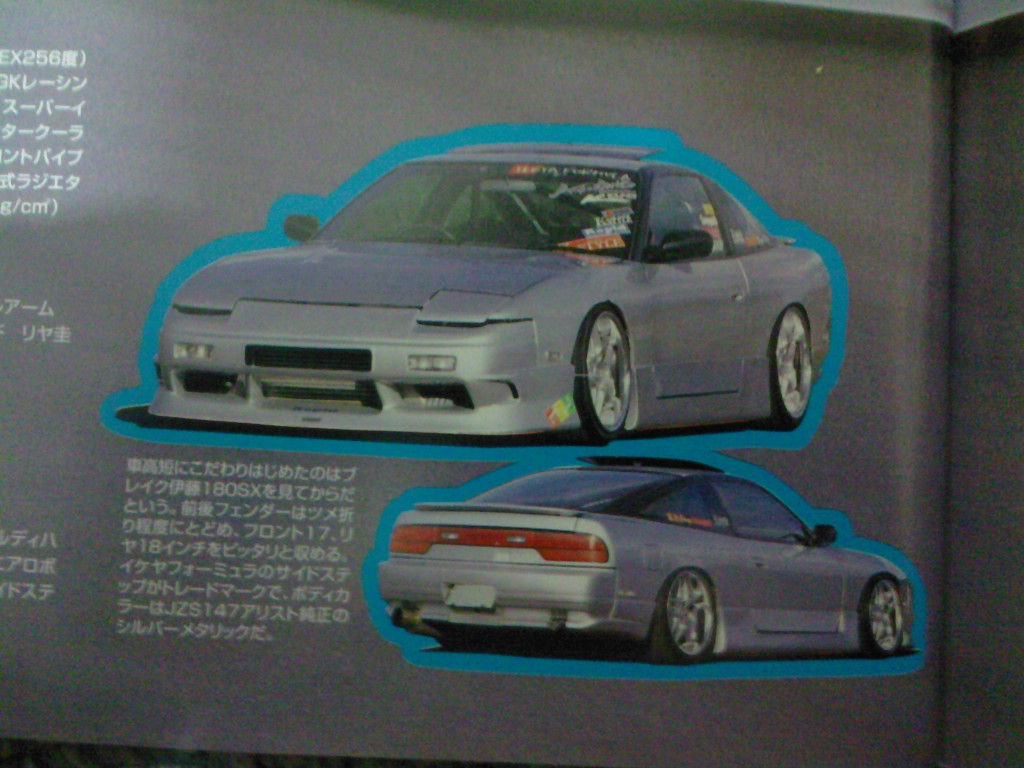 EX256度)
GKレーシン
スーパーイ
タークーラ
ロントパイプ
式ラジエタ
g/c㎡)
ルアーム
リヤ圭
車高短にこだわりはじめたのはブ
レイク伊藤180SXを見てからだ
という。前後フェンダーはツメ折
り程度にとどめ、フロント17、リ
ヤ18インチをピッタリと収める。
イケヤフォーミュラのサイドステ
ップがトレードマークで、ボディカ
ラーはJZS147アリスト純正の
シルバーメタリックだ。
ルディハ
エアロボ
イドステ